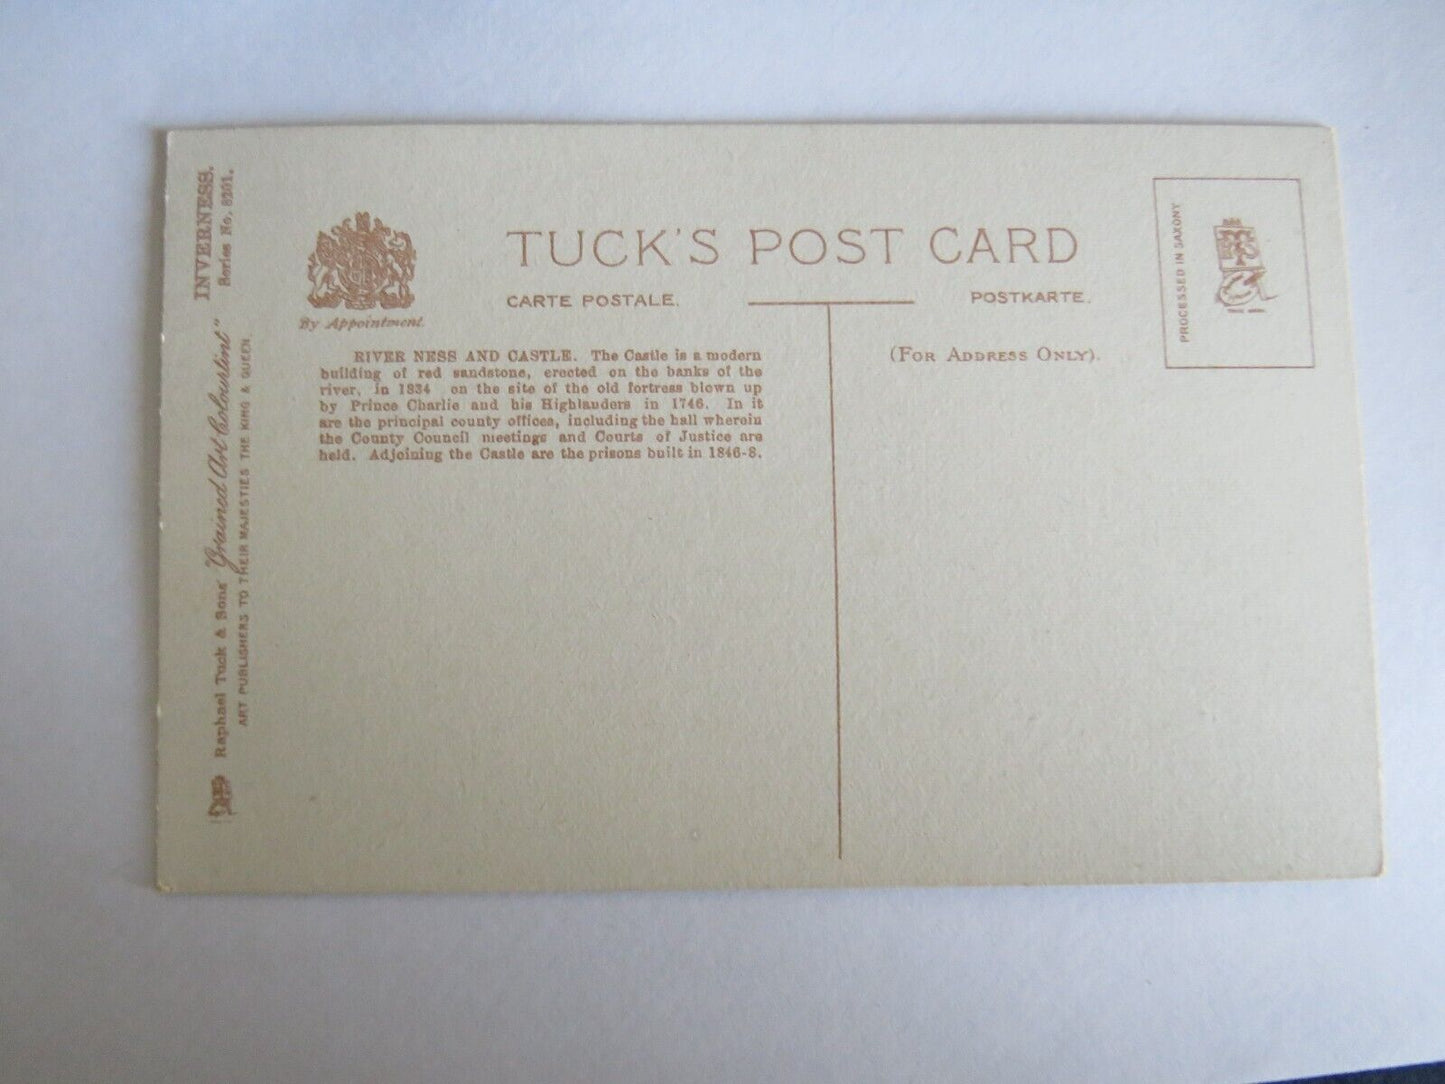 INVERNESS.
Series No. 8201.
Raphael Tuck & Sons' "Grained Art Colourtint"
ART PUBLISHERS TO THEIR MAJESTIES THE KING & QUEEN.
By Appointment.
TUCK'S POST CARD
CARTE POSTALE.
POSTKARTE.
RIVER NESS AND CASTLE. The Castle is a modern
building of red sandstone, erected on the banks of the
river, in 1834 on the site of the old fortress blown up
by Prince Charlie and his Highlanders in 1746. In it
are the principal county offices, including the hall wherein
the County Council meetings and Courts of Justice are
held. Adjoining the Castle are the prisons built in 1846-8.
(For Address Only).
PROCESSED IN SAXONY